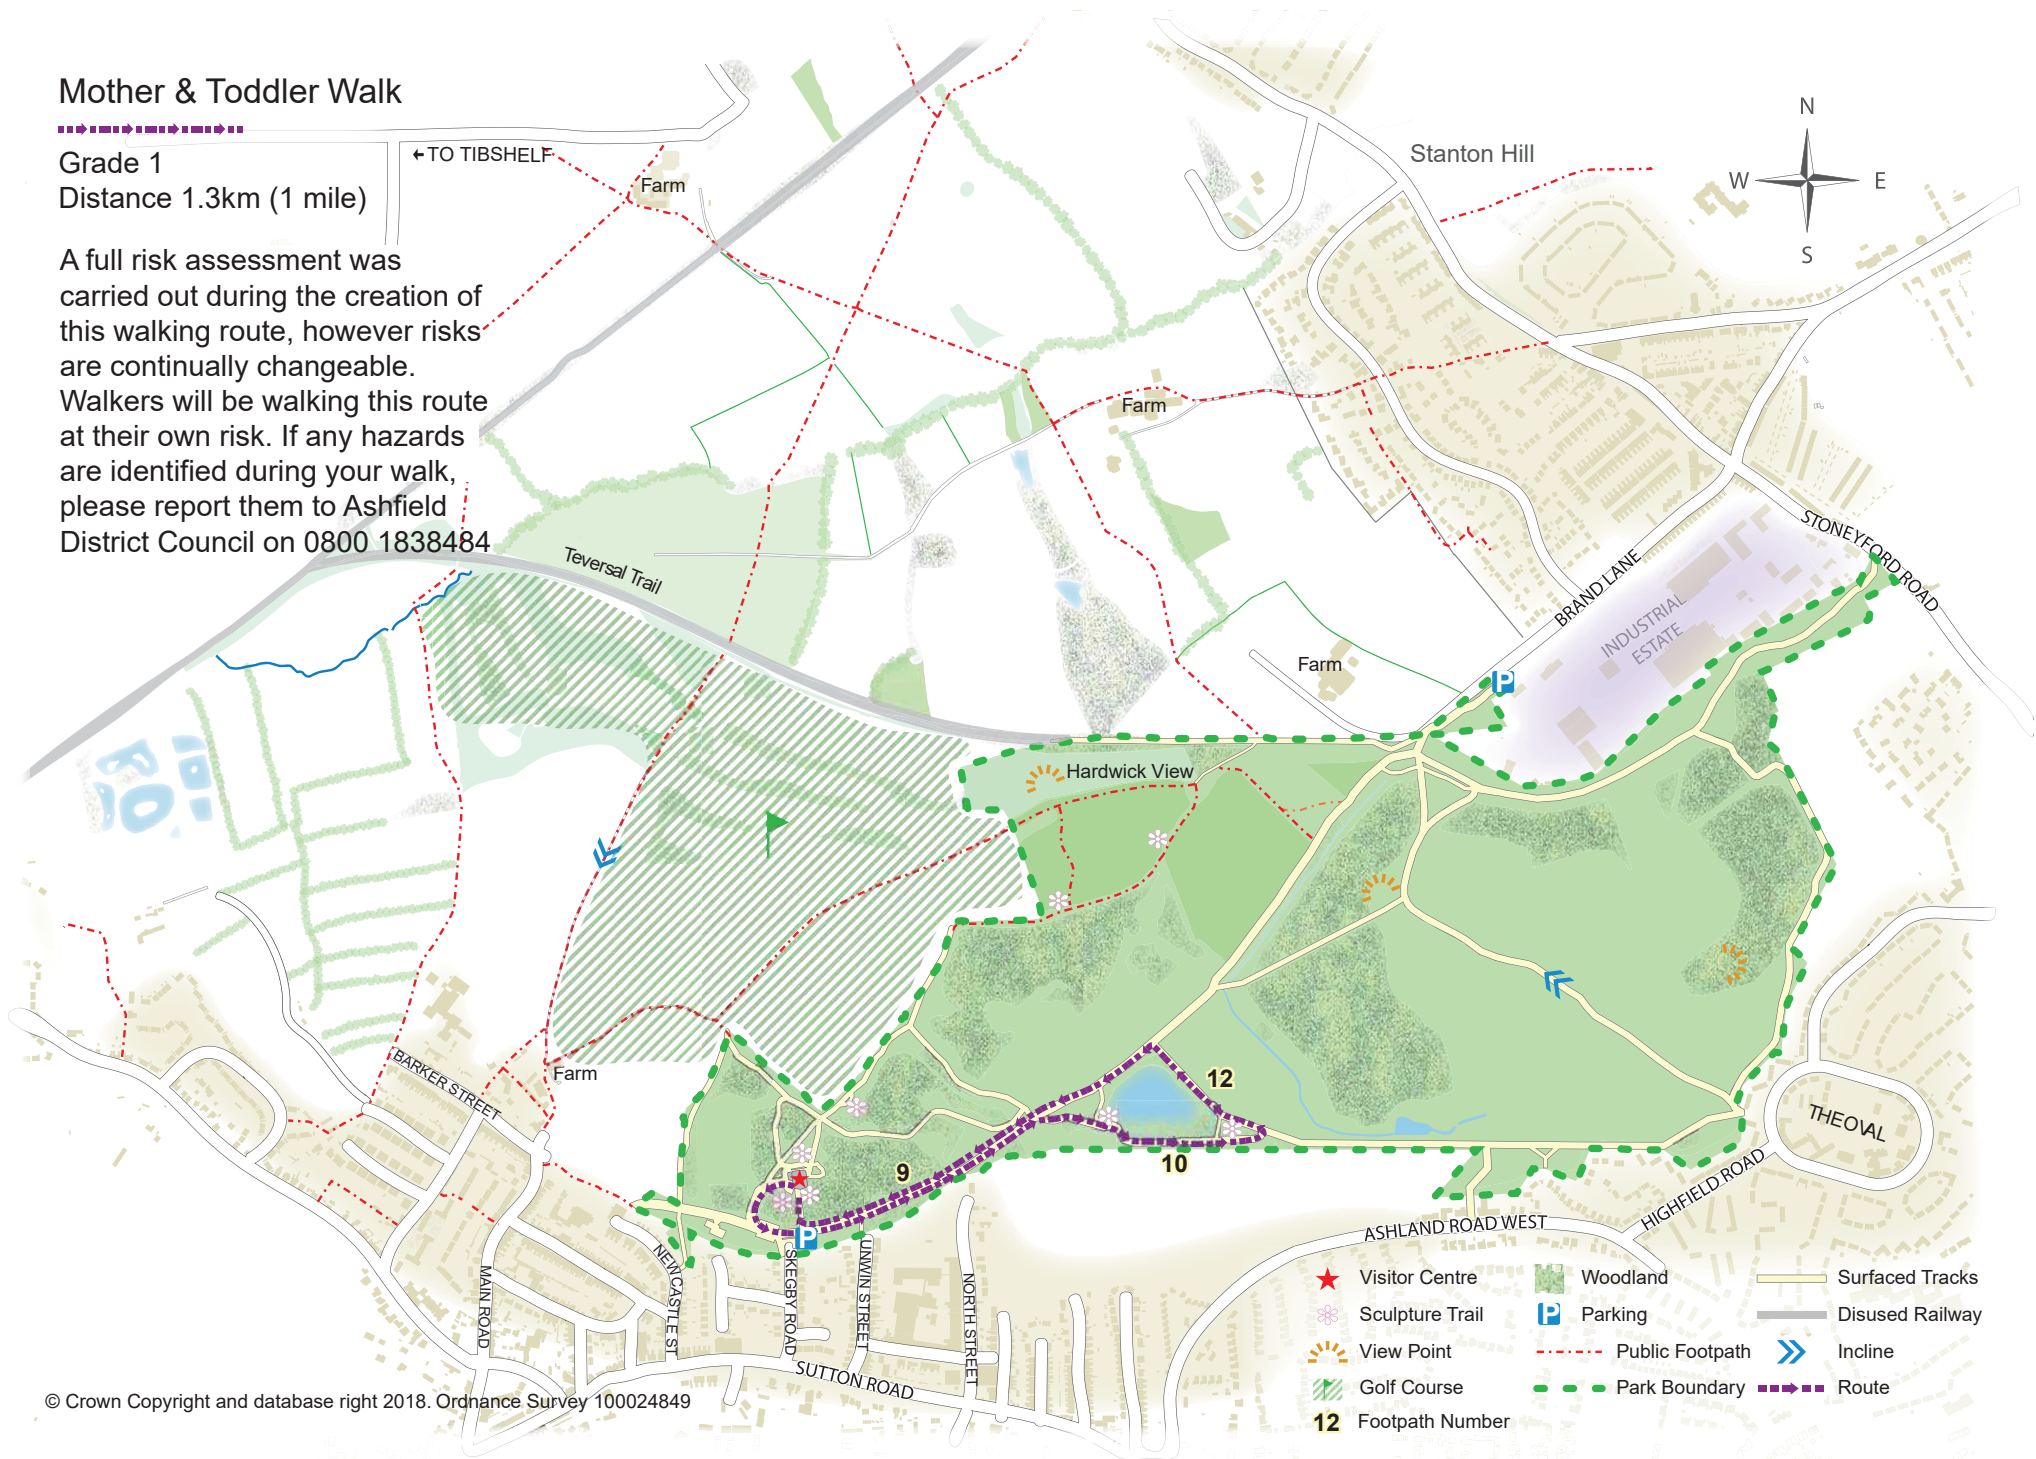 Mother & Toddler Walk
Grade 1
Distance 1.3km (1 mile)
A full risk assessment was
carried out during the creation of
this walking route, however risks
are continually changeable.
Walkers will be walking this route
at their own risk. If any hazards
are identified during your walk,
please report them to Ashfield
District Council on 0800 1838484
TO TIBSHELF
Farm
Stanton Hill
N
W
E
S
Farm
Teversal Trail
STONEYFORD ROAD
BRAND LANE
INDUSTRIAL
ESTATE
Farm
P
Hardwick View
Farm
BARKER STREET
12
10
9
P
THE OVAL
HIGHFIELD ROAD
ASHLAND ROAD WEST
MAIN ROAD
NEWCASTLE ST
SKEGBY ROAD
UNWIN STREET
NORTH STREET
SUTTON ROAD
Visitor Centre
Woodland
Surfaced Tracks
Sculpture Trail
P
Parking
Disused Railway
View Point
Public Footpath
Incline
Golf Course
Park Boundary
Route
12
Footpath Number
© Crown Copyright and database right 2018. Ordnance Survey 100024849